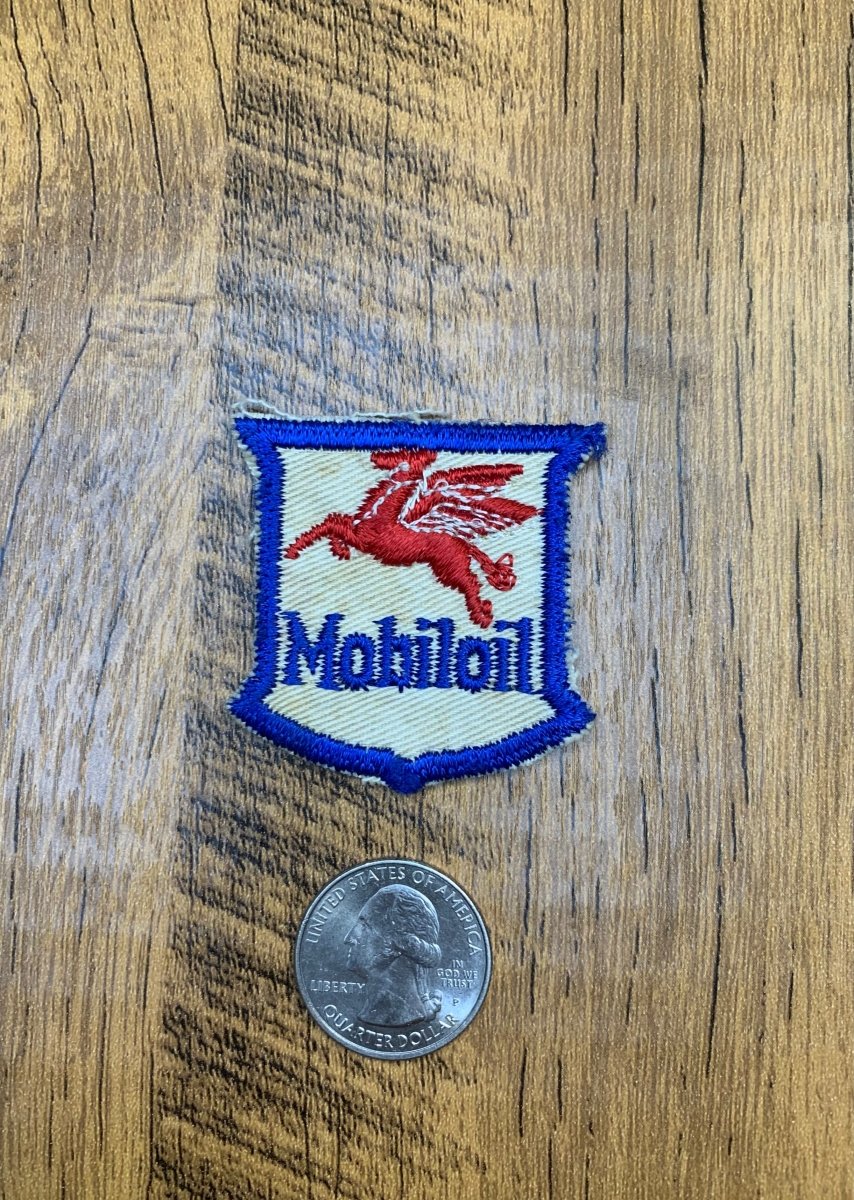 Mobiloil
UNITED STATES OF AMERICA
LIBERTY
IN
GOD WE
TRUST
P
QUARTER DOLLAR